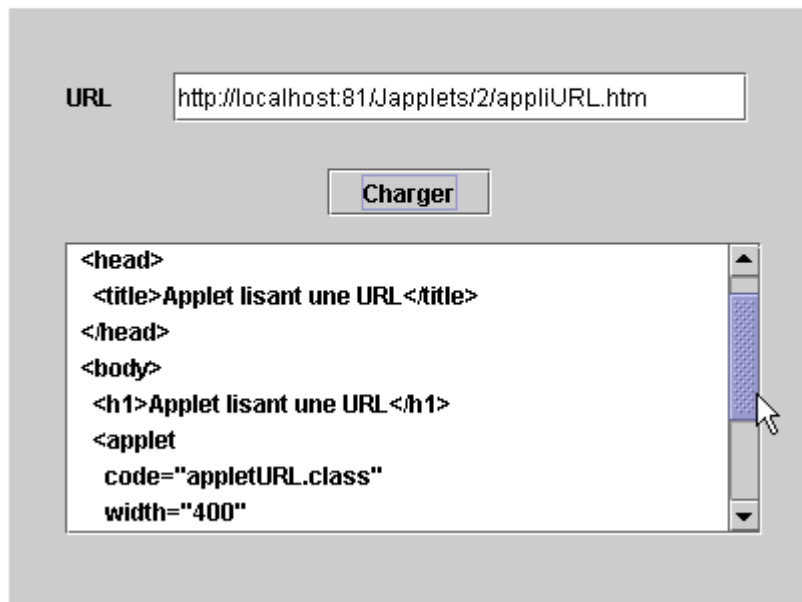 URL http://localhost:81/Japplets/2/appliURL.htm
Charger
<head>
<title>Applet lisant une URL</title>
</head>
<body>
<h1>Applet lisant une URL</h1>
<applet
code="appletURL.class"
width="400"